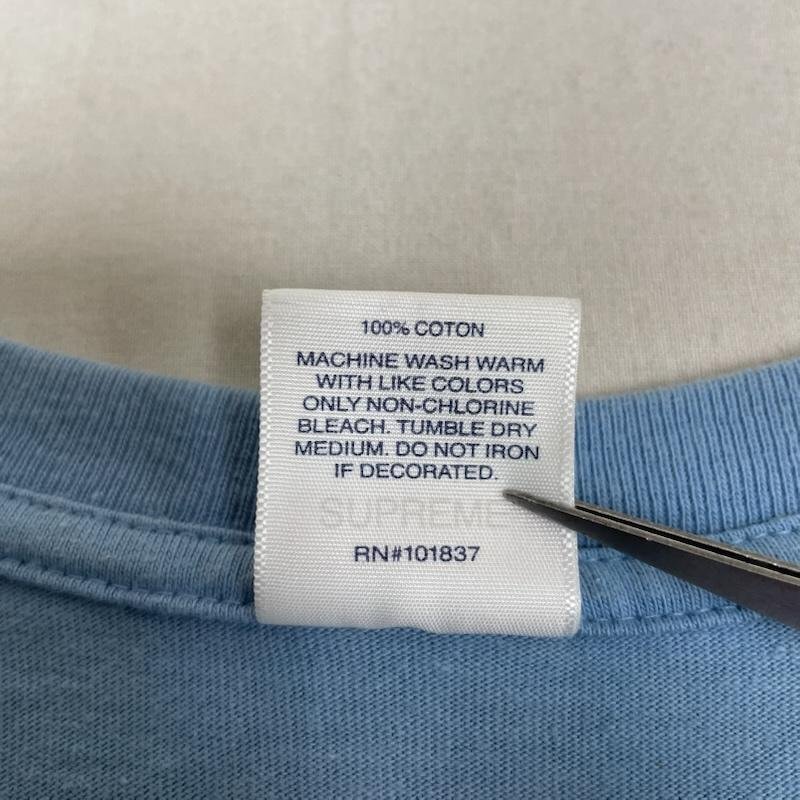 100% COTON
MACHINE WASH WARM
WITH LIKE COLORS
ONLY NON-CHLORINE
BLEACH. TUMBLE DRY
MEDIUM. DO NOT IRON
IF DECORATED.
SUPREME
RN#101837